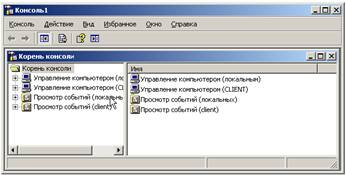 Консоль1
Консоль Действие Вид Избранное Окно Справка
Корень консоли
Корень консоли
Управление компьютером (ло
Управление компьютером (CL
Просмотр событий (локальн
Просмотр событий (client)
Имя
Управление компьютером (локальным)
Управление компьютером (CLIENT)
Просмотр событий (локальных)
Просмотр событий (client)